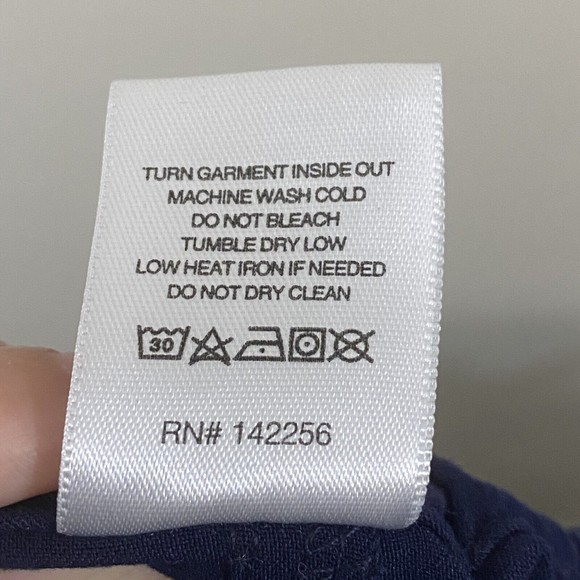 TURN GARMENT INSIDE OUT
MACHINE WASH COLD
DO NOT BLEACH
TUMBLE DRY LOW
LOW HEAT IRON IF NEEDED
DO NOT DRY CLEAN
30
RN# 142256